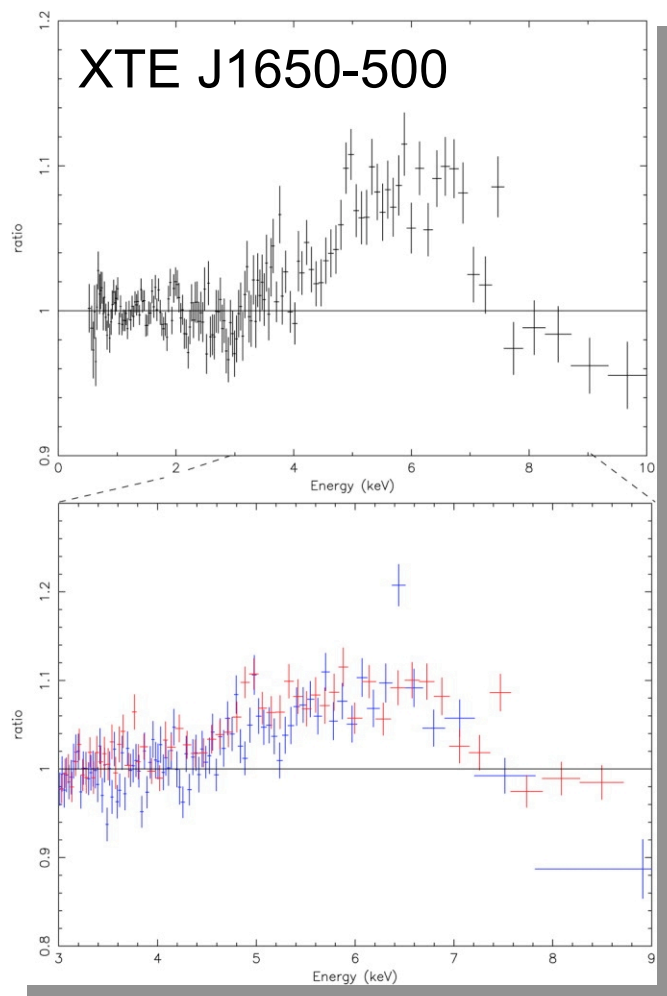 XTE J1650-500
1.2
1.1
1
0.9
ratio
0 2 4 6 8 10
Energy (keV)
1.2
1.1
1
0.9
0.8
ratio
3 4 5 6 7 8 9
Energy (keV)